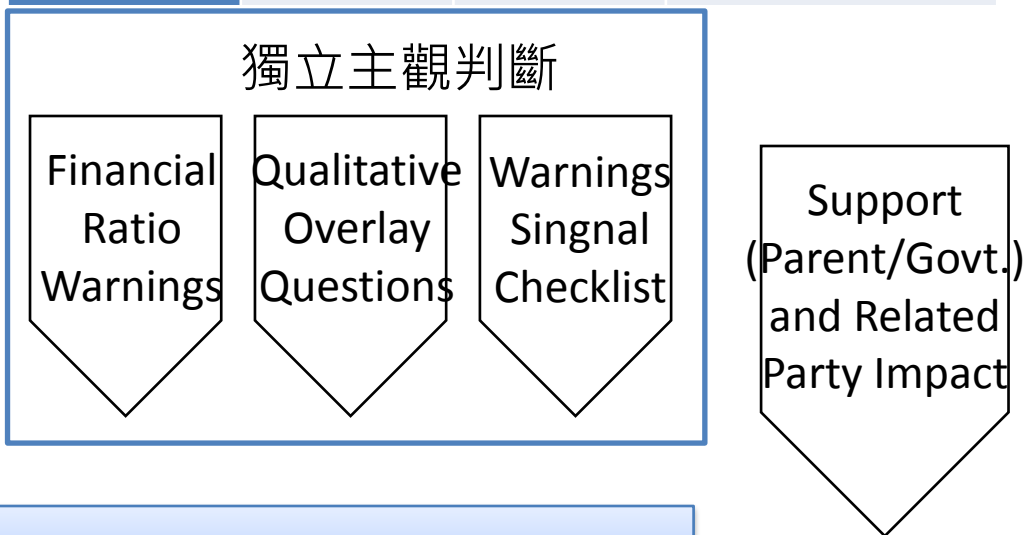 獨立主觀判斷
Financial
Ratio
Warnings
Qualitative
Overlay
Questions
Warnings
Singnal
Checklist
Support
(Parent/Govt.)
and Related
Party Impact